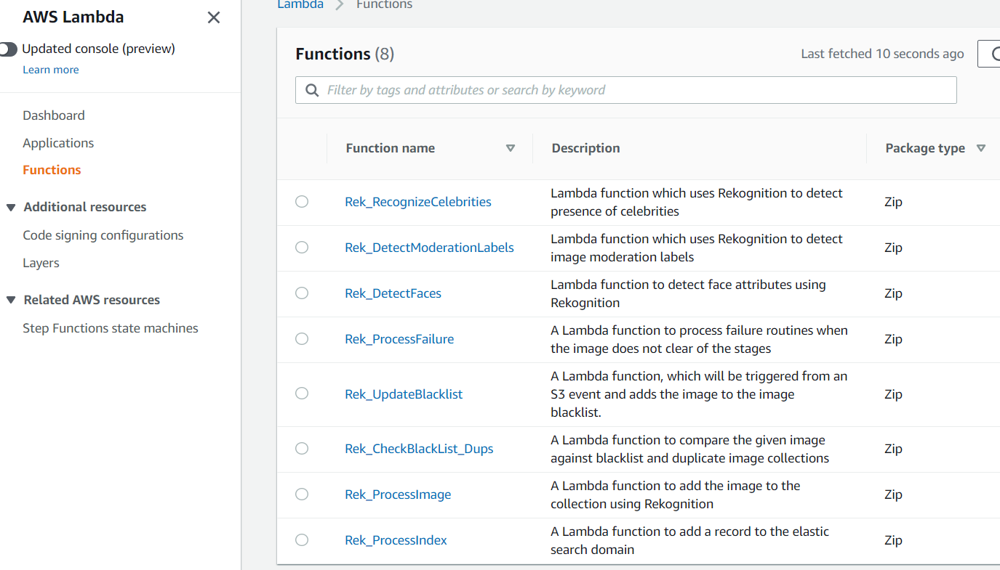 AWS Lambda
Updated console (preview)
Learn more
Dashboard
Applications
Functions
Additional resources
Code signing configurations
Layers
Related AWS resources
Step Functions state machines
Lambda > Functions
Functions (8)
Last fetched 10 seconds ago
Filter by tags and attributes or search by keyword
Function name Description Package type
Rek_RecognizeCelebrities Lambda function which uses Rekognition to detect Zip
presence of celebrities
Rek_DetectModerationLabels Lambda function which uses Rekognition to detect Zip
image moderation labels
Rek_DetectFaces Lambda function to detect face attributes using Zip
Rekognition
Rek_ProcessFailure A Lambda function to process failure routines when Zip
the image does not clear of the stages
Rek_UpdateBlacklist A Lambda function, which will be triggered from an Zip
S3 event and adds the image to the image
blacklist.
Rek_CheckBlackList_Dups A Lambda function to compare the given image Zip
against blacklist and duplicate image collections
Rek_ProcessImage A Lambda function to add the image to the Zip
collection using Rekognition
Rek_ProcessIndex A Lambda function to add a record to the elastic Zip
search domain